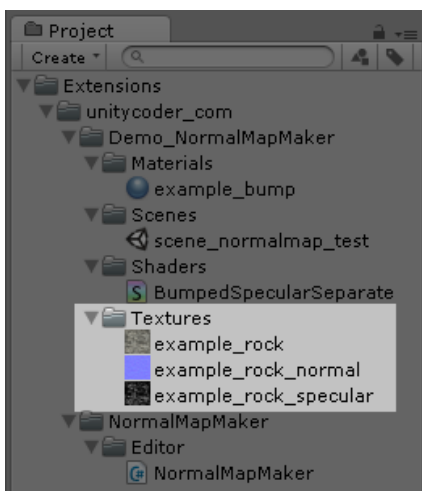 Project
Create
Extensions
unitycoder_com
Demo_NormalMapMaker
Materials
example_bump
Scenes
scene_normalmap_test
Shaders
S BumpedSpecularSeparate
Textures
example_rock
example_rock_normal
example_rock_specular
NormalMapMaker
Editor
C# NormalMapMaker